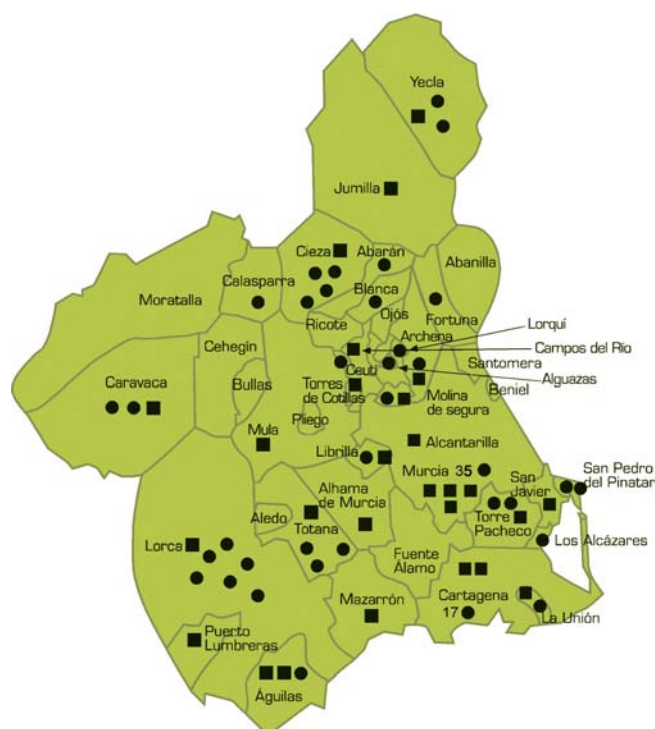 Yecla
Jumilla
Cieza
Abarán
Abanilla
Calasparra
Blanca
Moratalla
Ojós
Fortuna
Ricote
Lorquí
Archena
Cehegín
Campos del Río
Ceutí
Santomera
Caravaca
Bullas
Torres
de Cotillas
Alguazas
Beniel
Molina
de segura
Pliego
Mula
Alcantarilla
Librilla
Murcia 35
San Pedro
del Pinatar
San
Javier
Alhama
de Murcia
Aledo
Totana
Torre
Pacheco
Lorca
Los Alcázares
Fuente
Álamo
Cartagena
17
Mazarrón
La Unión
Puerto
Lumbreras
Águilas